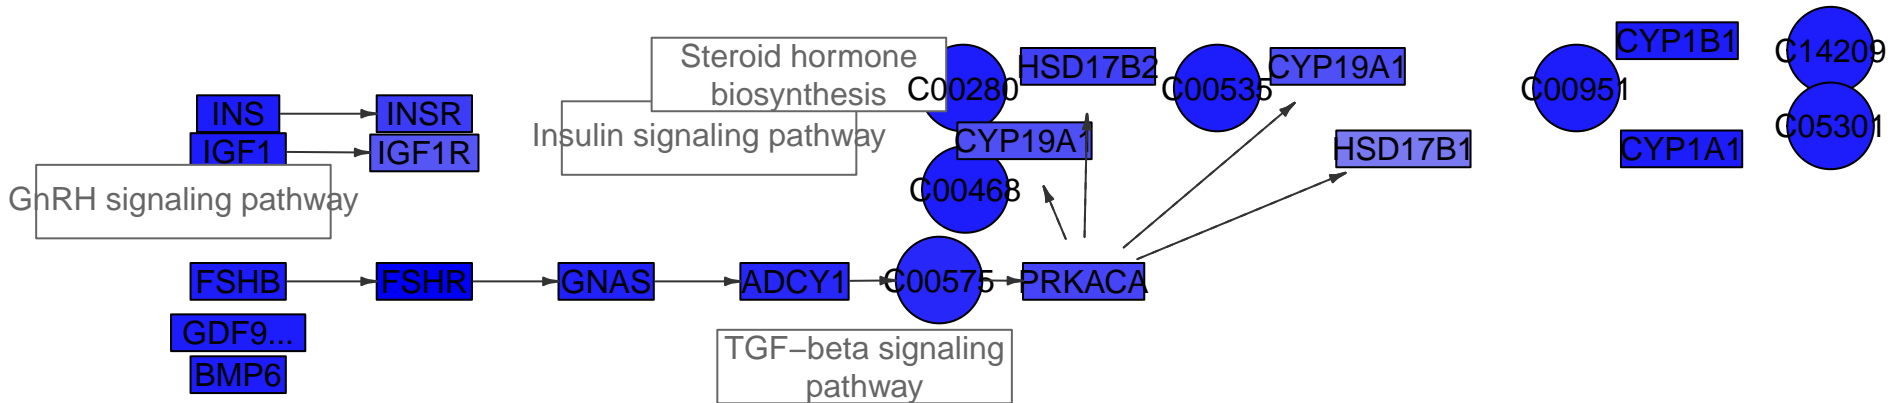 Steroid hormone
biosynthesis
C00280
HSD17B2
C00535
CYP19A1
C00951
CYP1B1
C14209
INS
INSR
Insulin signaling pathway
CYP19A1
C05301
IGF1
IGF1R
HSD17B1
CYP1A1
GnRH signaling pathway
C00468
FSHB
FSHR
GNAS
ADCY1
C00575
PRKACA
GDF9...
TGF−beta signaling
pathway
BMP6